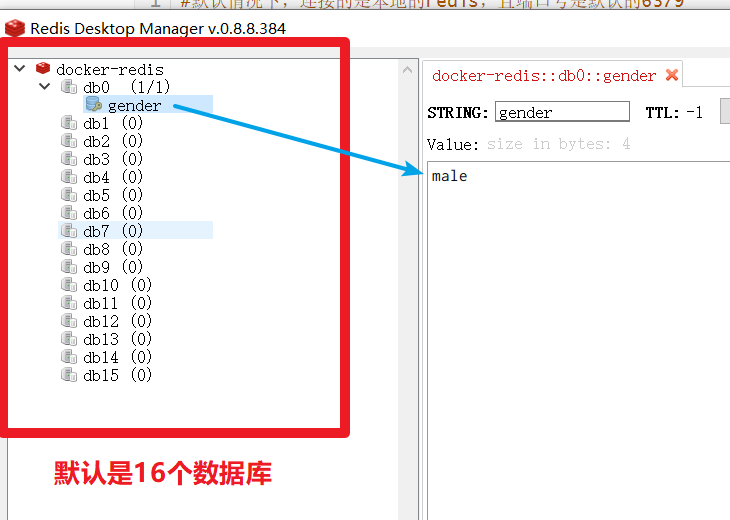 1 #默认情况下，连接的是本地的redis，且端口号是默认的6379
Redis Desktop Manager v.0.8.8.384
docker-redis
db0 (1/1)
gender
db1 (0)
db2 (0)
db3 (0)
db4 (0)
db5 (0)
db6 (0)
db7 (0)
db8 (0)
db9 (0)
db10 (0)
db11 (0)
db12 (0)
db13 (0)
db14 (0)
db15 (0)
默认是16个数据库
docker-redis::db0::gender
STRING: gender TTL: -1
Value: size in bytes: 4
male